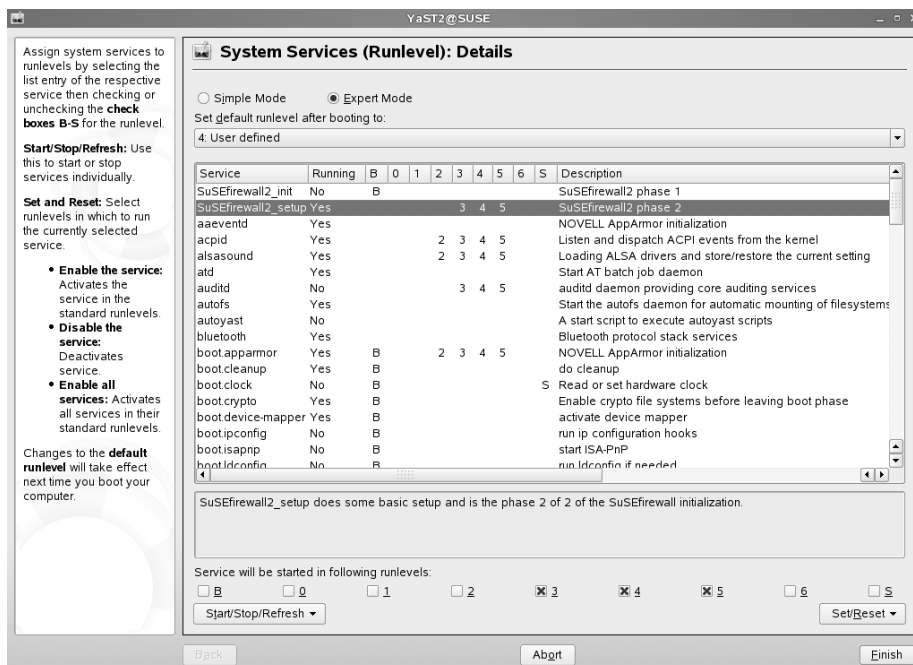 YaST2@SUSE
Assign system services to
runlevels by selecting the
list entry of the respective
service then checking or
unchecking the check
boxes B-S for the runlevel.
Start/Stop/Refresh: Use
this to start or stop
services individually.
Set and Reset: Select
runlevels in which to run
the currently selected
service.
• Enable the service:
Activates the
service in the
standard runlevels.
• Disable the
service:
Deactivates
service.
• Enable all
services: Activates
all services in their
standard runlevels.
Changes to the default
runlevel will take effect
next time you boot your
computer.
System Services (Runlevel): Details
Simple Mode Expert Mode
Set default runlevel after booting to:
4: User defined
Service Running B 0 1 2 3 4 5 6 S Description
SuSEfirewall2_init No B SuSEfirewall2 phase 1
SuSEfirewall2_setup Yes 3 4 5 SuSEfirewall2 phase 2
aaeventd Yes NOVELL AppArmor initialization
acpid Yes 2 3 4 5 Listen and dispatch ACPI events from the kernel
alsasound Yes 2 3 4 5 Loading ALSA drivers and store/restore the current setting
atd Yes Start AT batch job daemon
auditd No 3 4 5 auditd daemon providing core auditing services
autofs Yes Start the autofs daemon for automatic mounting of filesystems
autoyast No A start script to execute autoyast scripts
bluetooth Yes Bluetooth protocol stack services
boot.apparmor Yes B 2 3 4 5 NOVELL AppArmor initialization
boot.cleanup Yes B do cleanup
boot.clock No B S Read or set hardware clock
boot.crypto Yes B Enable crypto file systems before leaving boot phase
boot.device-mapper Yes B activate device mapper
boot.ipconfig No B run ip configuration hooks
boot.isapnp No B start ISA-PnP
boot.ldconfig No B run ldconfig if needed
SuSEfirewall2_setup does some basic setup and is the phase 2 of 2 of the SuSEfirewall initialization.
Service will be started in following runlevels:
B 0 1 2 3 4 5 6 S
Start/Stop/Refresh Set/Reset
Back Abort Finish